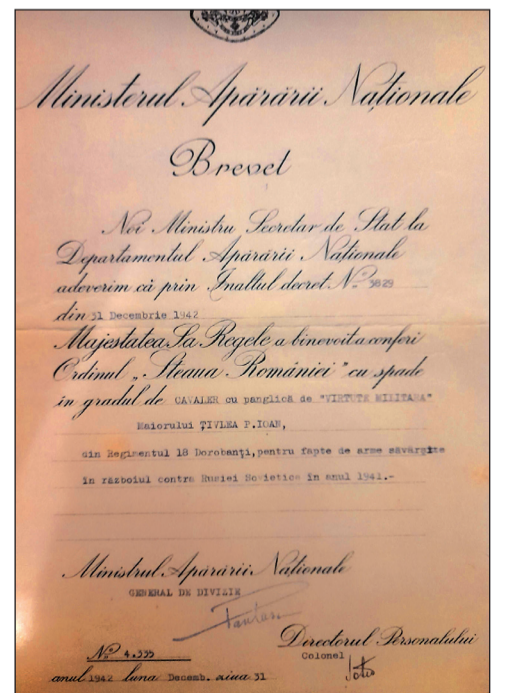 Ministerul Apărării Naționale
Brevet
Noi Ministru Secretar de Stat la
Departamentul Apărării Naționale
adeverim că prin Înaltul decret No 3829
din 31 Decembrie 1942
Majestatea Sa Regele a binevoit a conferi
Ordinul „Steaua României" cu spade
în gradul de CAVALER cu panglică de "VIRTUTE MILITARA"
Maiorului ȚIVLEA P.IOAN,
din Regimentul 18 Dorobanți,pentru fapte de arme săvârșite
în războiul contra Rusiei Sovietice în anul 1941.-
Ministrul Apărării Naționale
GENERAL DE DIVIZIE
Directorul Personalului
No 4.335
Colonel
anul 1942 luna Decemb. ziua 31